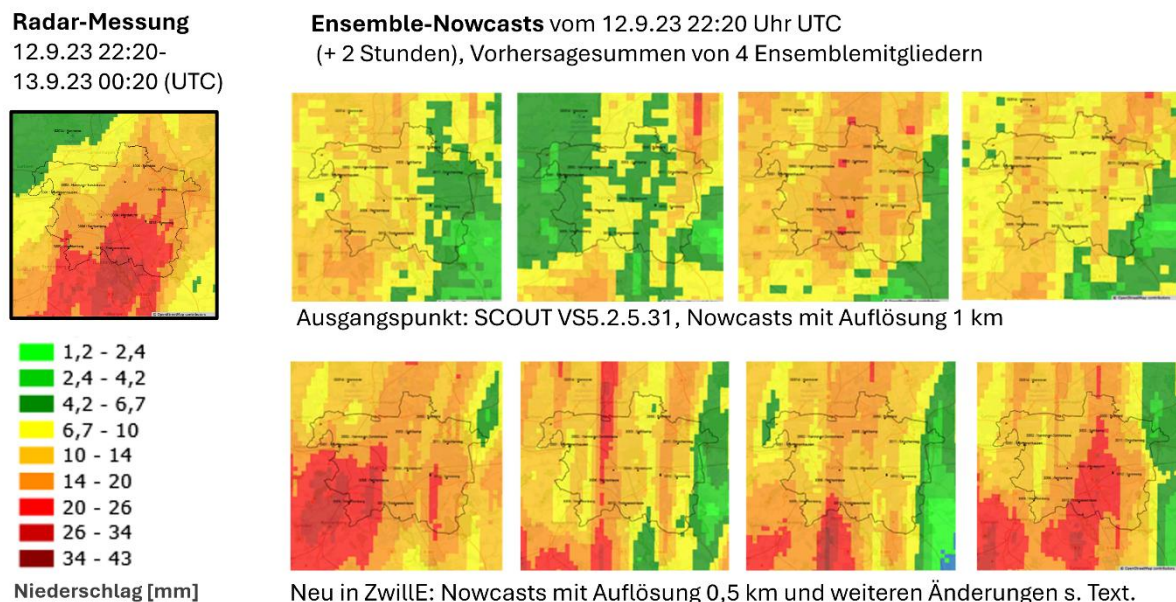 Radar-Messung
12.9.23 22:20-
13.9.23 00:20 (UTC)
Ensemble-Nowcasts vom 12.9.23 22:20 Uhr UTC
(+ 2 Stunden), Vorhersagesummen von 4 Ensemblemitgliedern
Ausgangspunkt: SCOUT VS5.2.5.31, Nowcasts mit Auflösung 1 km
1,2 - 2,4
2,4 - 4,2
4,2 - 6,7
6,7 - 10
10 - 14
14 - 20
20 - 26
26 - 34
34 - 43
Niederschlag [mm]
Neu in ZwillE: Nowcasts mit Auflösung 0,5 km und weiteren Änderungen s. Text.